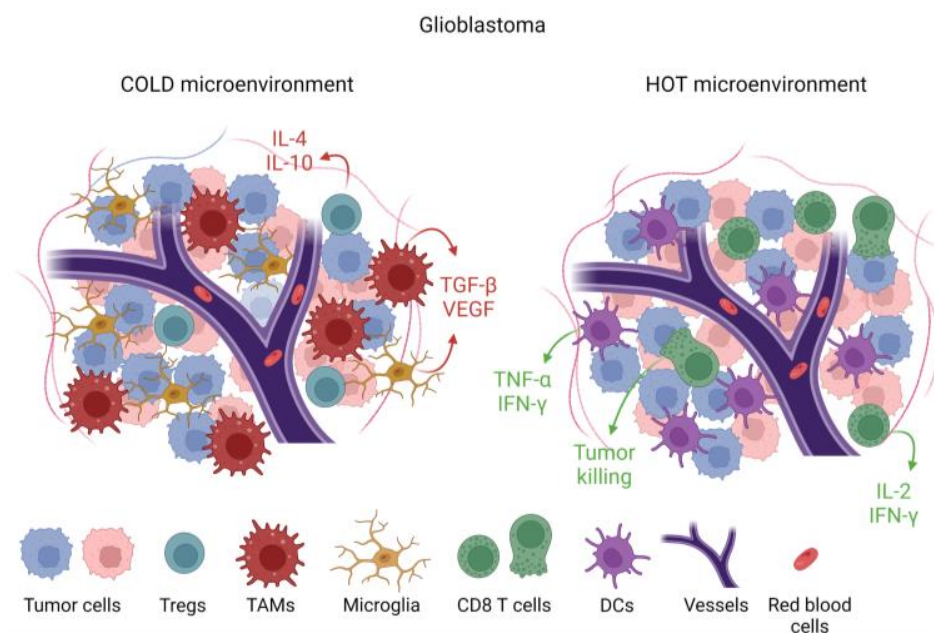 Glioblastoma
COLD microenvironment
HOT microenvironment
IL-4
IL-10
TGF-β
VEGF
TNF-α
IFN-γ
Tumor
killing
IL-2
IFN-γ
Tumor cells
Tregs
TAMs
Microglia
CD8 T cells
DCs
Vessels
Red blood
cells